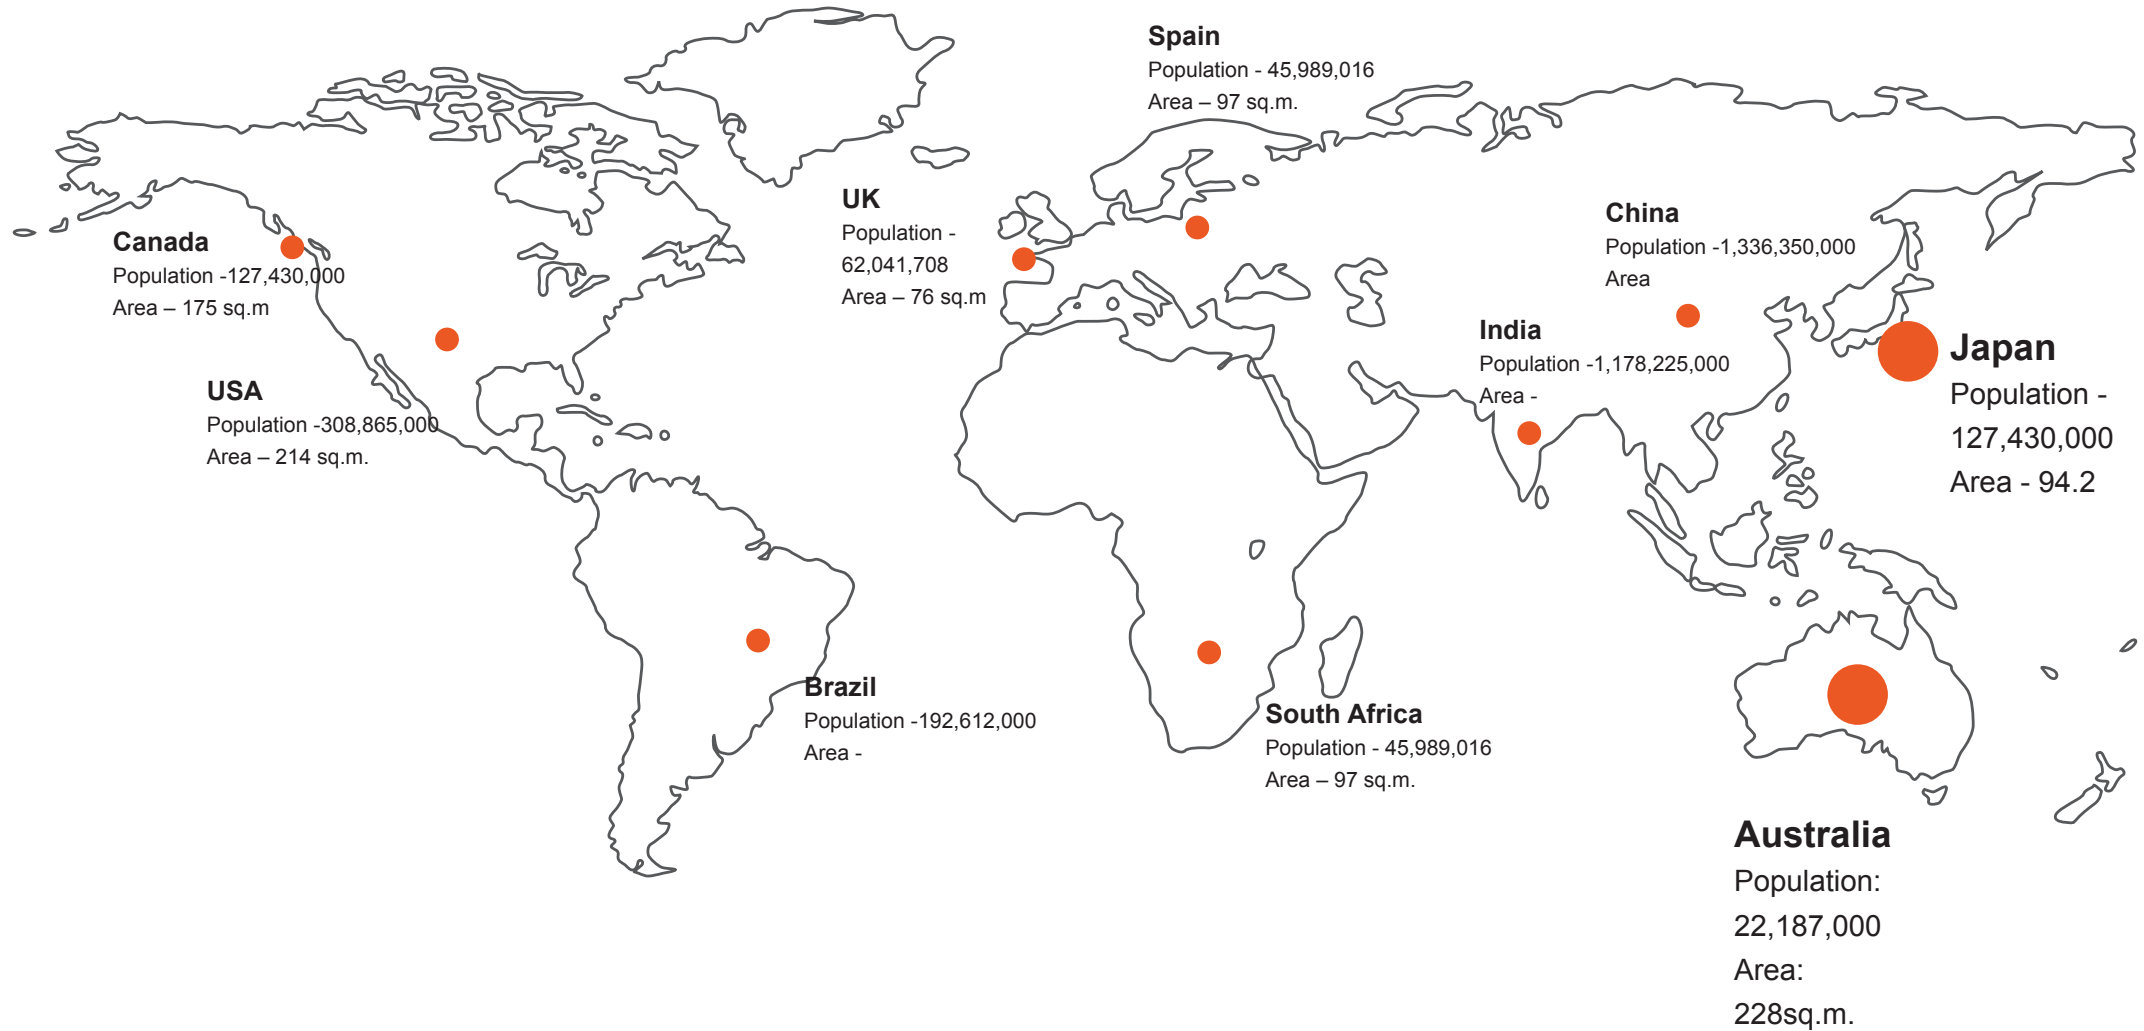 Spain
Population - 45,989,016
Area – 97 sq.m.
UK
Population -
62,041,708
Area – 76 sq.m
China
Population -1,336,350,000
Area
Canada
Population -127,430,000
Area – 175 sq.m
India
Population -1,178,225,000
Area -
Japan
Population -
127,430,000
Area - 94.2
USA
Population -308,865,000
Area – 214 sq.m.
Brazil
Population -192,612,000
Area -
South Africa
Population - 45,989,016
Area – 97 sq.m.
Australia
Population:
22,187,000
Area:
228sq.m.